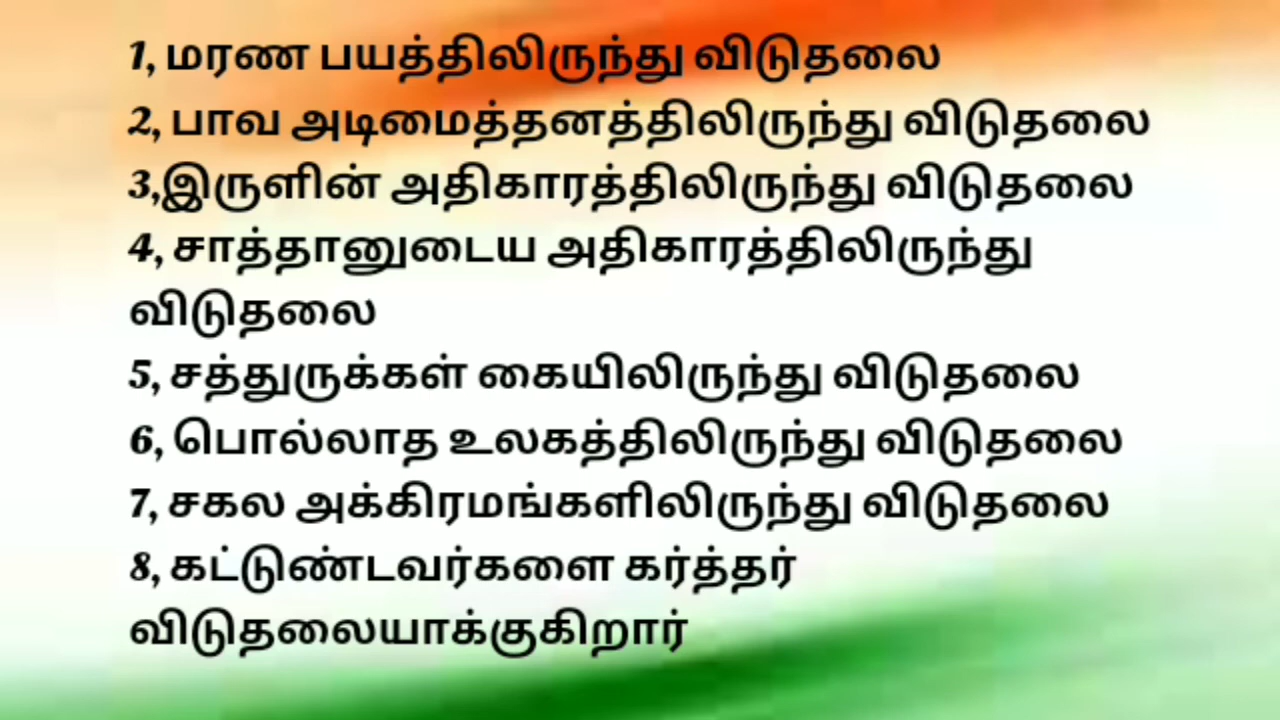 1, மரண பயத்திலிருந்து விடுதலை
2, பாவ அடிமைத்தனத்திலிருந்து விடுதலை
3,இருளின் அதிகாரத்திலிருந்து விடுதலை
4, சாத்தானுடைய அதிகாரத்திலிருந்து
விடுதலை
5, சத்துருக்கள் கையிலிருந்து விடுதலை
6, பொல்லாத உலகத்திலிருந்து விடுதலை
7, சகல அக்கிரமங்களிலிருந்து விடுதலை
8, கட்டுண்டவர்களை கர்த்தர்
விடுதலையாக்குகிறார்